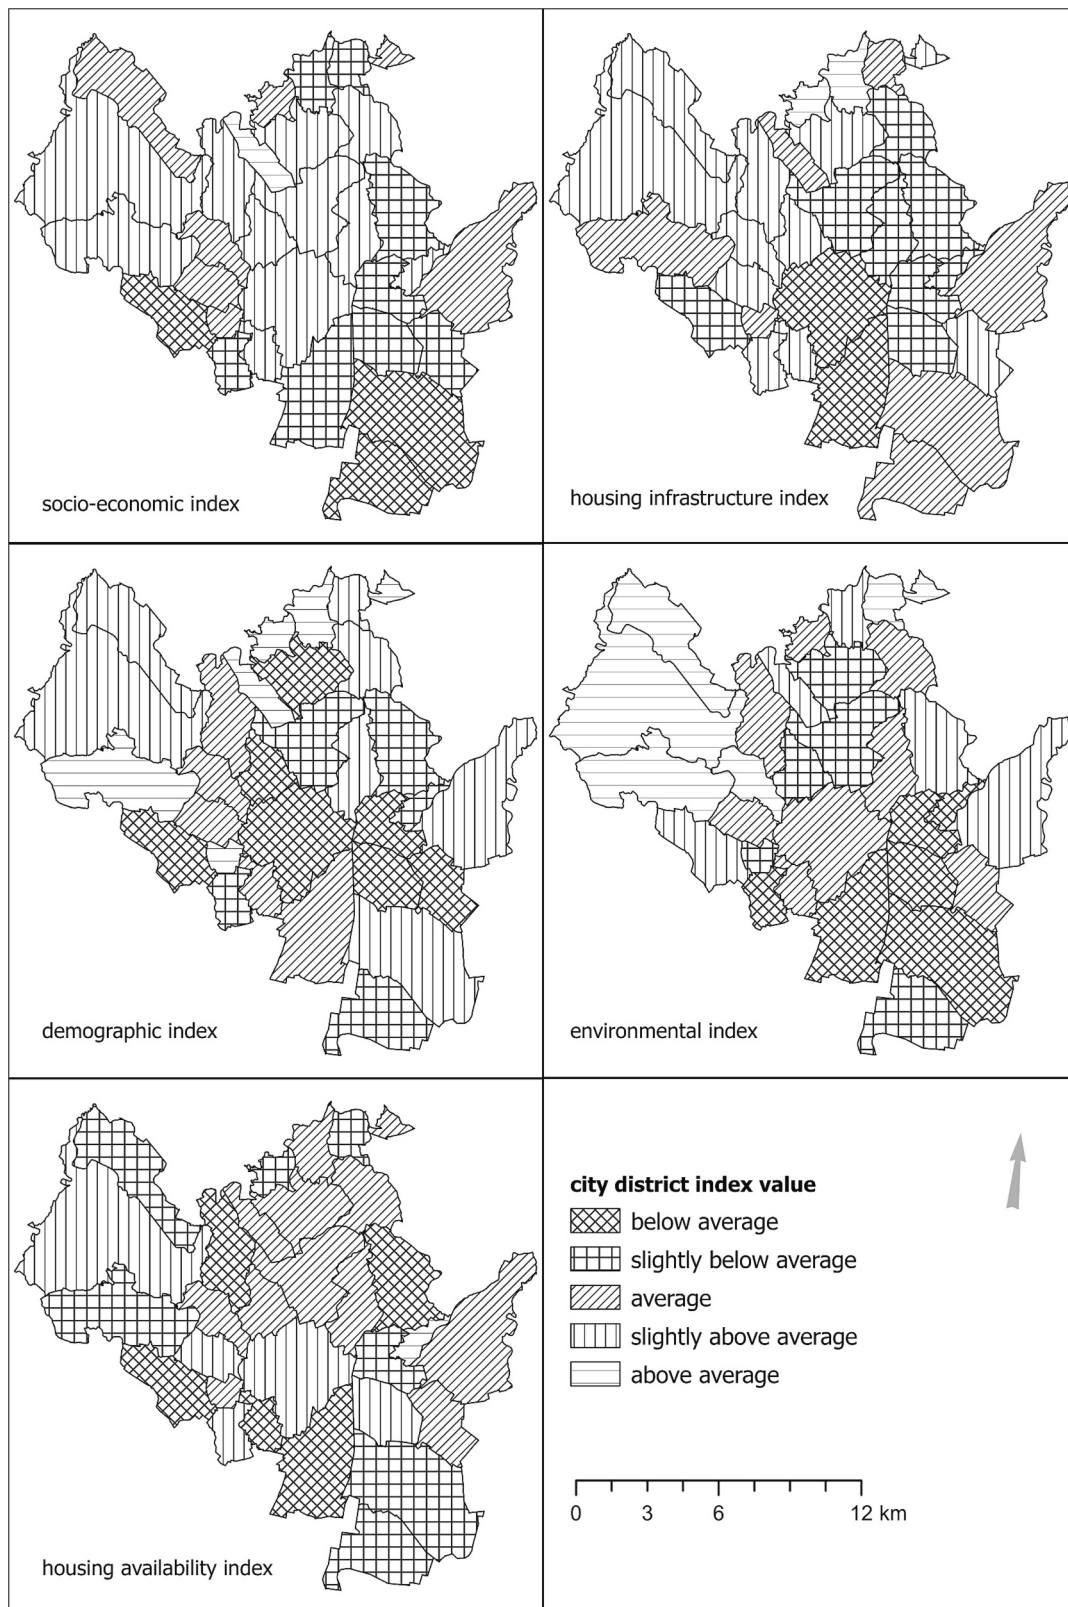 socio-economic index
housing infrastructure index
demographic index
environmental index
housing availability index
city district index value
below average
slightly below average
average
slightly above average
above average
0 3 6 12 km